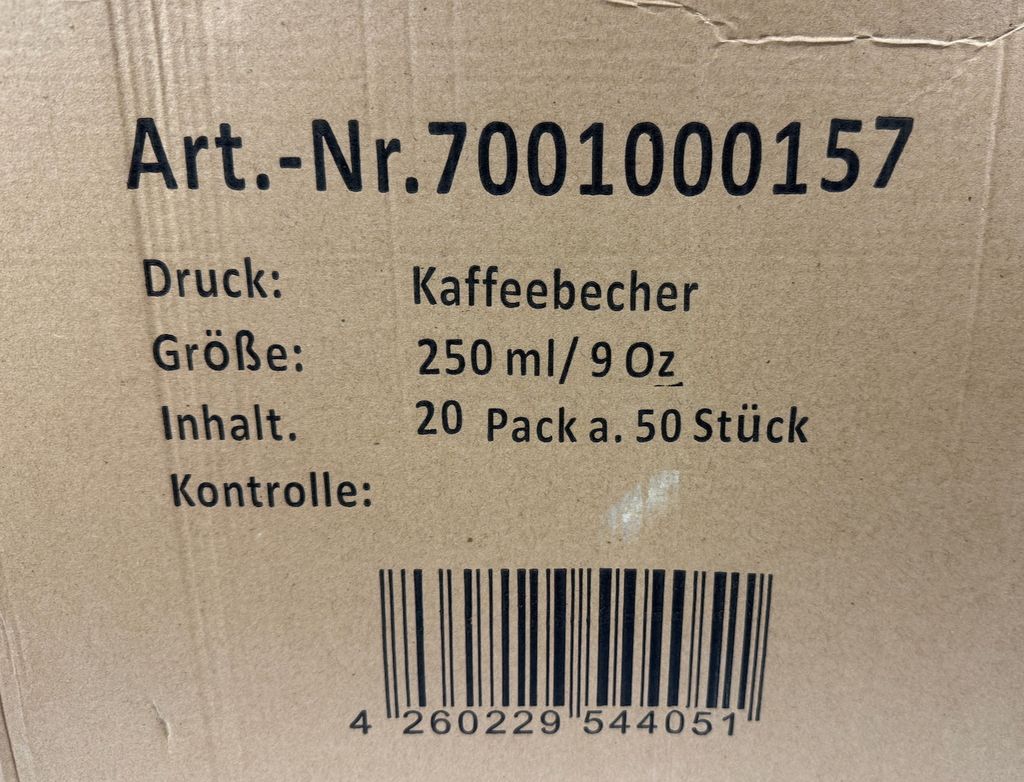 Art.-Nr.7001000157
Druck: Kaffeebecher
Größe: 250 ml/ 9 Oz
Inhalt. 20 Pack a. 50 Stück
Kontrolle:
4 260229 544051